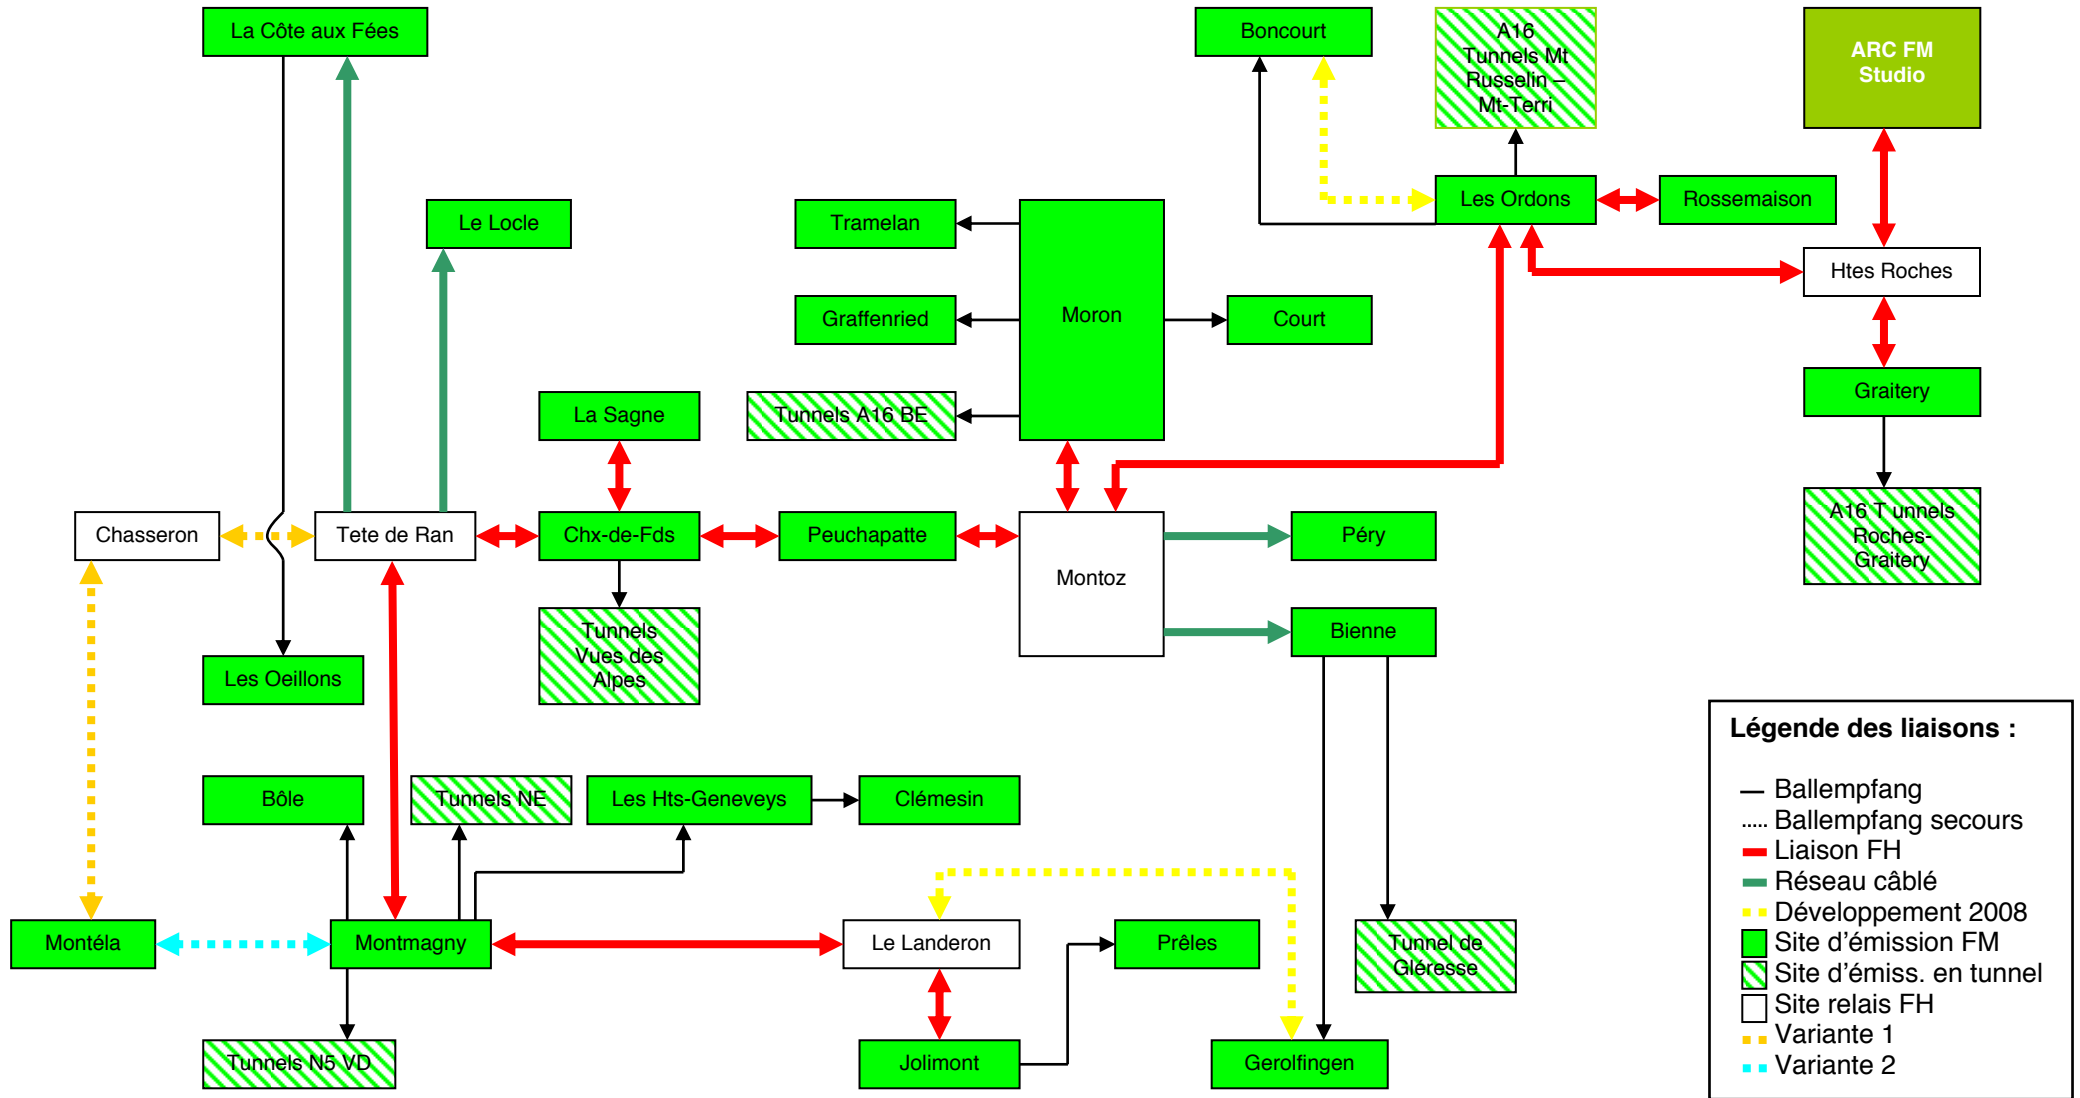 La Côte aux Fées
Boncourt
A16
Tunnels Mt
Russelin –
Mt-Terri
ARC FM
Studio
Les Ordons
Rossemaison
Tramelan
Le Locle
Htes Roches
Graffenried
Moron
Court
Graitery
La Sagne
Tunnels A16 BE
Chasseron
Tete de Ran
Chx-de-Fds
Peuchapatte
Montoz
Péry
A16 T unnels
Roches-
Graitery
Tunnels
Vues des
Alpes
Bienne
Les Oeillons
Bôle
Tunnels NE
Les Hts-Geneveys
Clémesin
Montéla
Montmagny
Le Landeron
Prêles
Tunnel de
Gléresse
Tunnels N5 VD
Jolimont
Gerolfingen
Légende des liaisons :
Ballempfang
Ballempfang secours
Liaison FH
Réseau câblé
Développement 2008
Site d’émission FM
Site d’émiss. en tunnel
Site relais FH
Variante 1
Variante 2